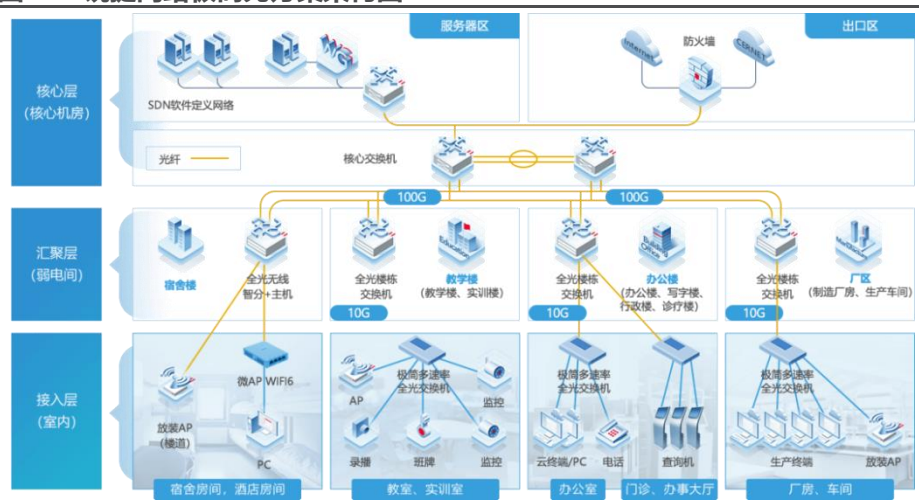 服务器区
出口区
核心层
(核心机房)
SDN软件定义网络
WG
Internet
防火墙
CERNET
光纤
核心交换机
100G
100G
汇聚层
(弱电间)
宿舍楼
全光无线
智分+主机
全光楼栋
交换机
Education
教学楼
(教学楼、实训楼)
全光楼栋
交换机
Building
Office
办公楼
(办公楼、写字楼、
行政楼、诊疗楼)
全光楼栋
交换机
厂区
(制造厂房、生产车间)
10G
10G
10G
接入层
(室内)
放装AP
(楼道)
微AP WIFI6
PC
极简多速率
全光交换机
AP
监控
录播
班牌
监控
极简多速率
全光交换机
云终端/PC
电话
查询机
极简多速率
全光交换机
生产终端
放装AP
宿舍房间，酒店房间
教室、实训室
办公室
门诊、办事大厅
厂房、车间